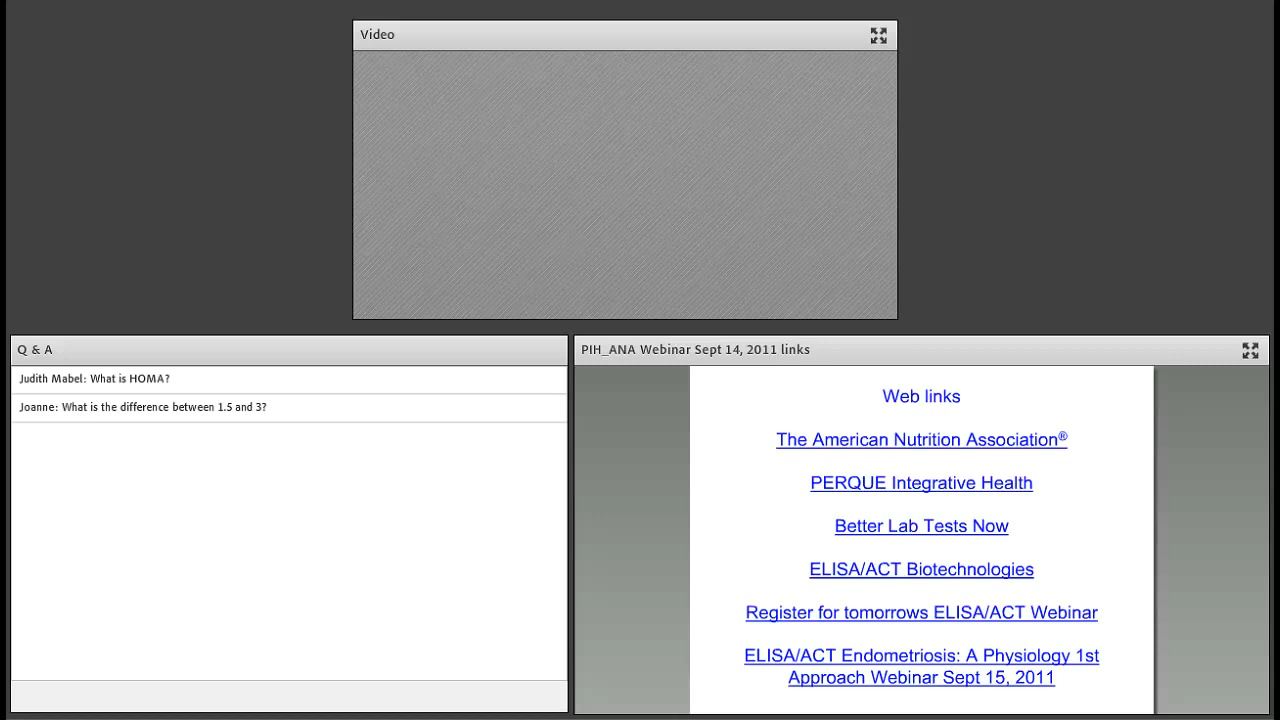 Video
Q & A
Judith Mabel: What is HOMA?
Joanne: What is the difference between 1.5 and 3?
PIH_ANA Webinar Sept 14, 2011 links
Web links
The American Nutrition Association®
PERQUE Integrative Health
Better Lab Tests Now
ELISA/ACT Biotechnologies
Register for tomorrows ELISA/ACT Webinar
ELISA/ACT Endometriosis: A Physiology 1st
Approach Webinar Sept 15, 2011